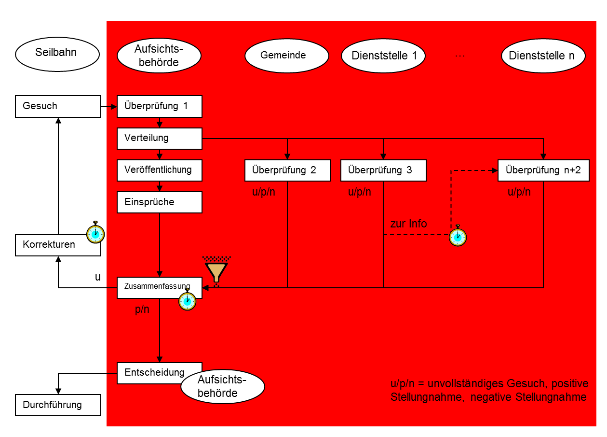 Seilbahn
Aufsichts-
behörde
Gemeinde
Dienststelle 1
...
Dienststelle n
Gesuch
Überprüfung 1
Verteilung
Veröffentlichung
Überprüfung 2
Überprüfung 3
Überprüfung n+2
u/p/n
u/p/n
u/p/n
Einsprüche
zur Info
Korrekturen
u
Zusammenfassung
p/n
Entscheidung
Aufsichts-
behörde
u/p/n = unvollständiges Gesuch, positive
Stellungnahme, negative Stellungnahme
Durchführung